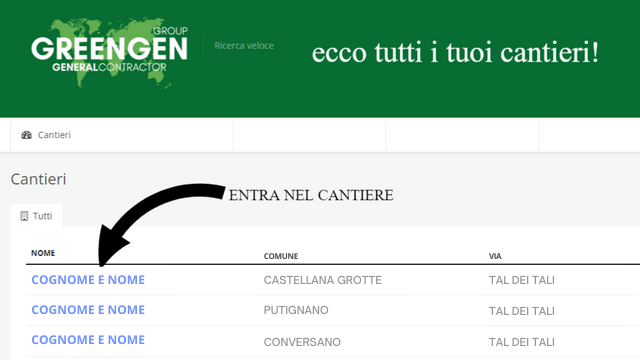 GROUP
GREENGEN
GENERALCONTRACTOR
Ricerca veloce
ecco tutti i tuoi cantieri!
Cantieri
Cantieri
ENTRA NEL CANTIERE
Tutti
NOME COMUNE VIA
COGNOME E NOME CASTELLANA GROTTE TAL DEI TALI
COGNOME E NOME PUTIGNANO TAL DEI TALI
COGNOME E NOME CONVERSANO TAL DEI TALI